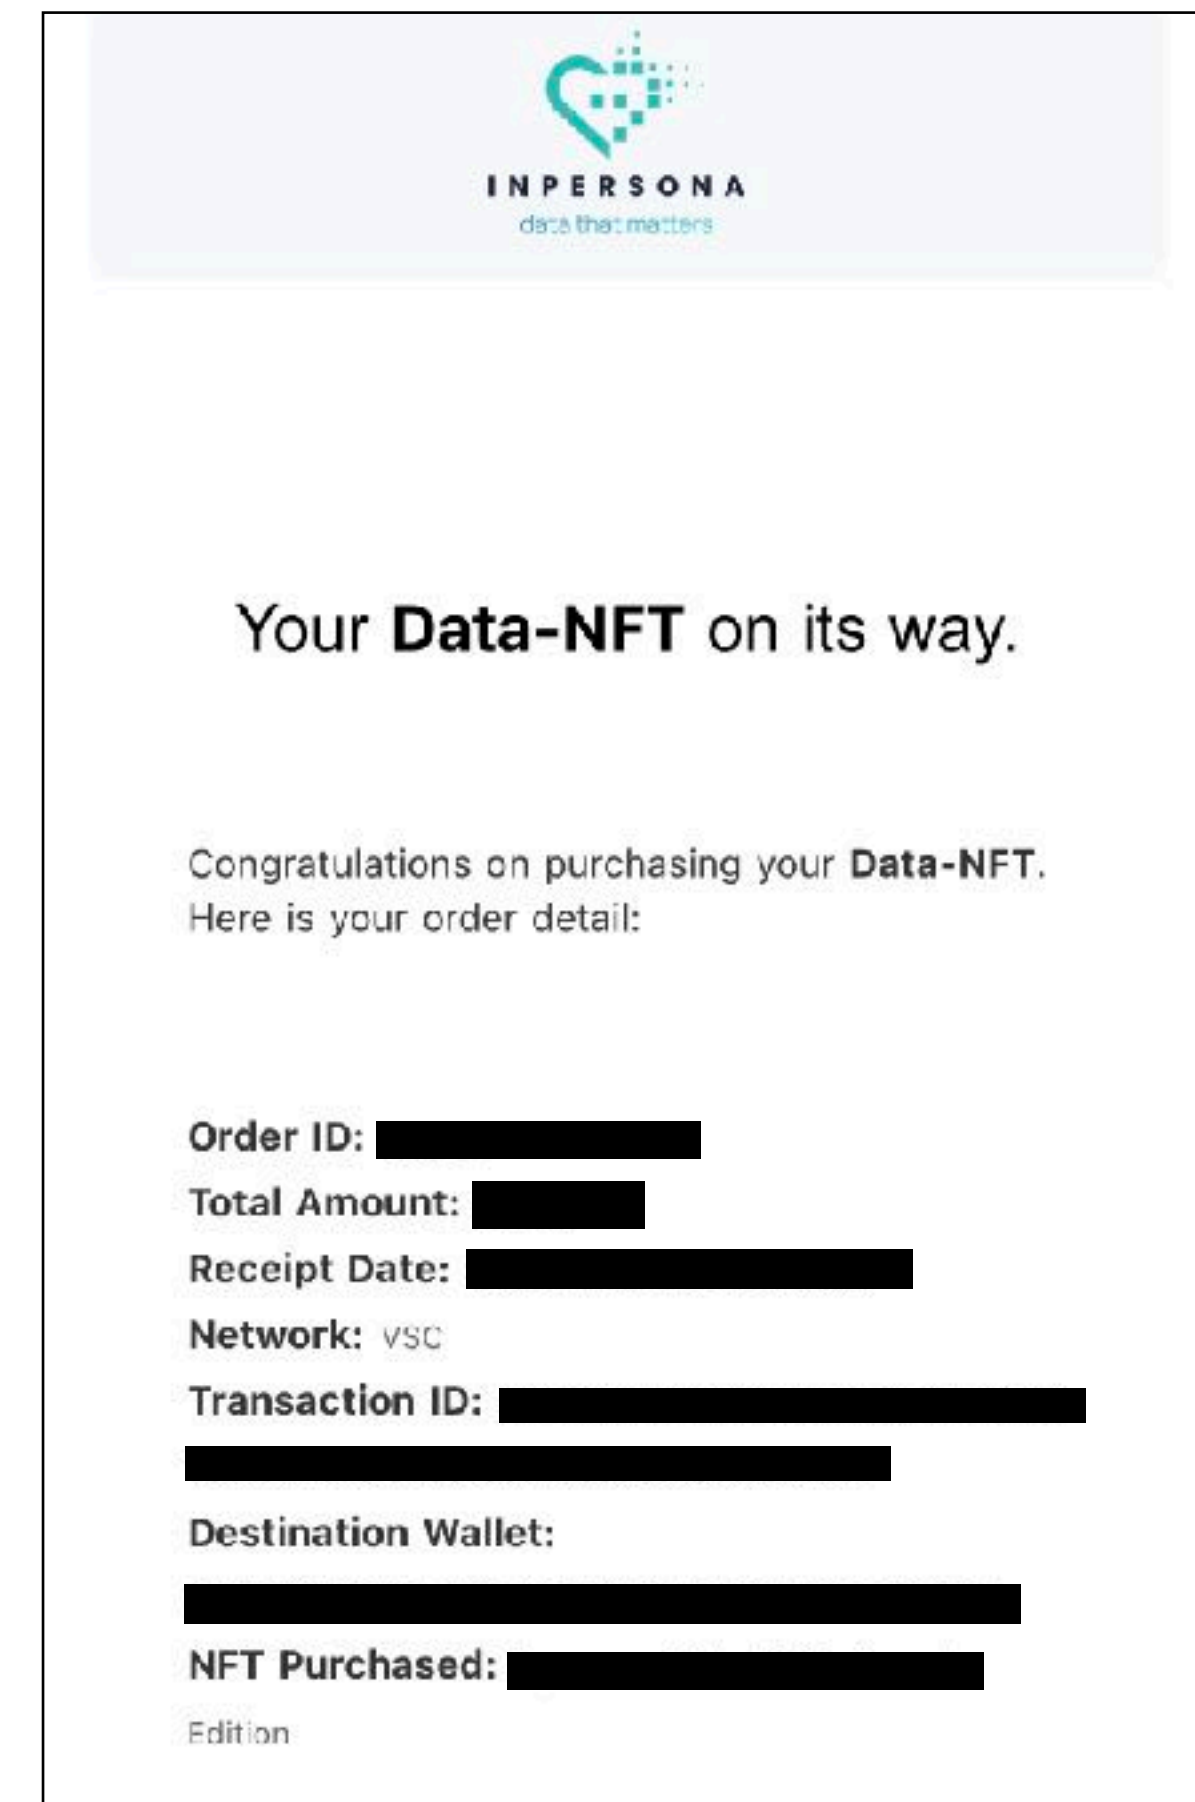 INPERSONA
data that matters
Your Data-NFT on its way.
Congratulations on purchasing your Data-NFT.
Here is your order detail:
Order ID:
Total Amount:
Receipt Date:
Network: vsc
Transaction ID:
Destination Wallet:
NFT Purchased:
Edition